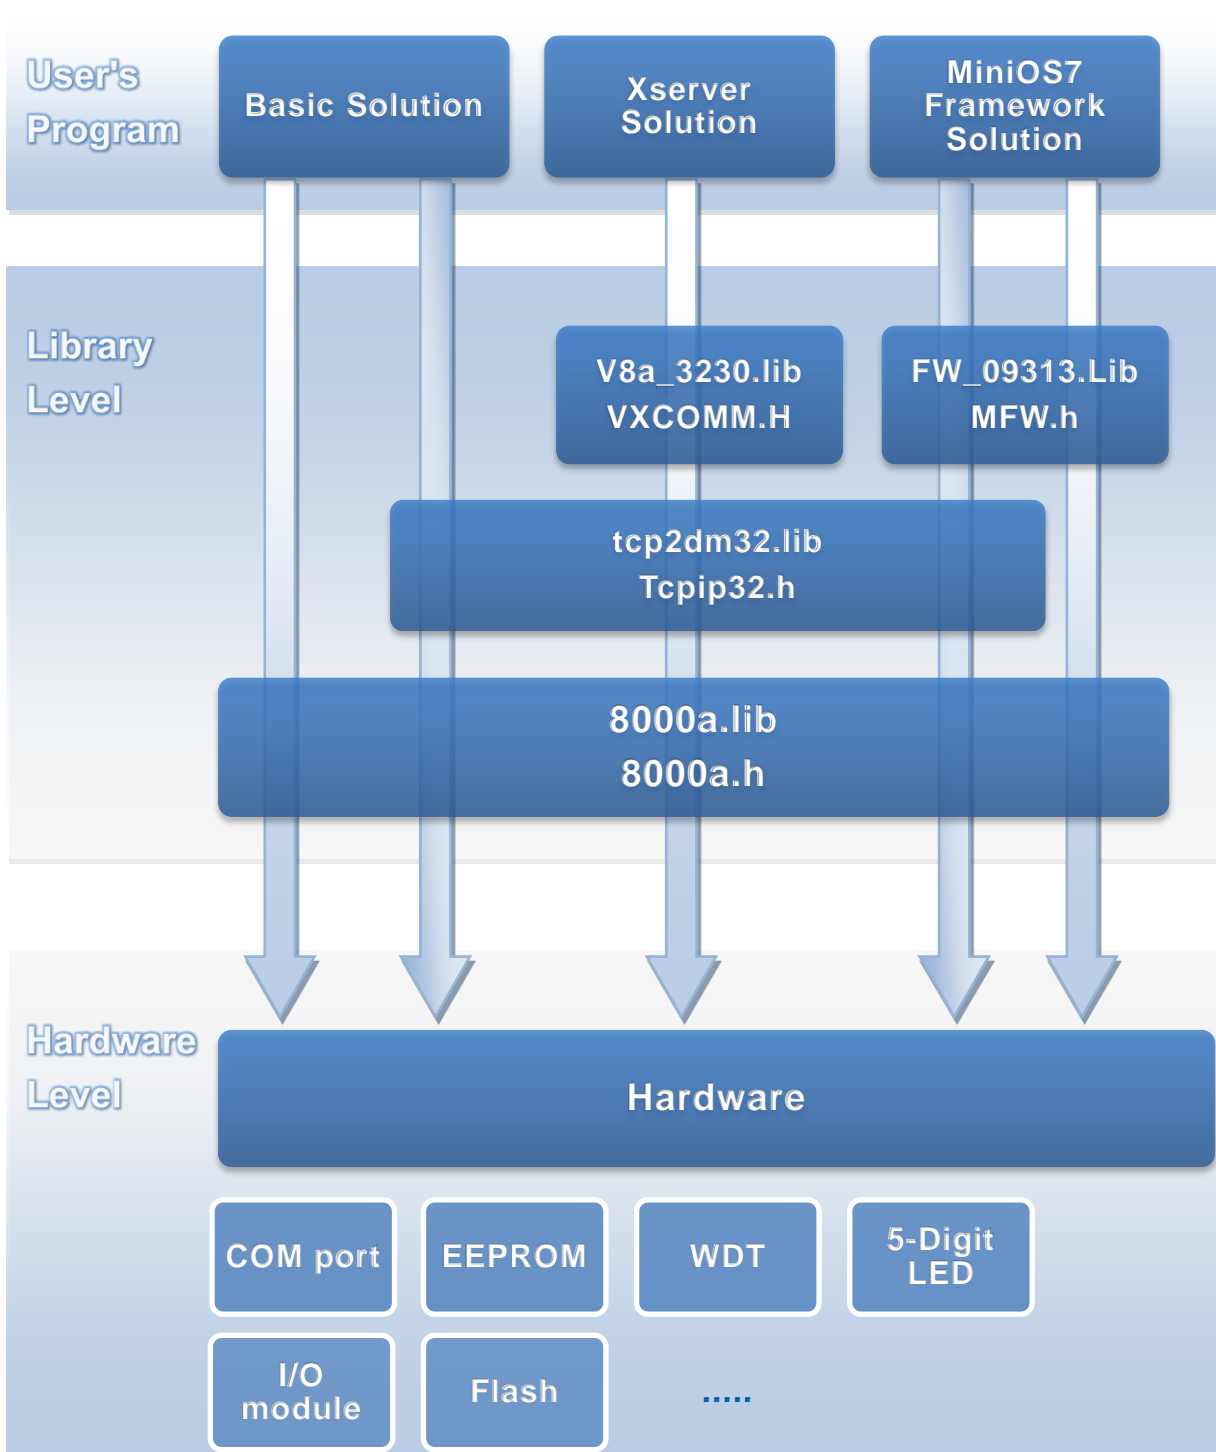 User's
Program
Basic Solution
Xserver
Solution
MiniOS7
Framework
Solution
Library
Level
V8a_3230.lib
VXCOMM.H
FW_09313.Lib
MFW.h
tcp2dm32.lib
Tcpip32.h
8000a.lib
8000a.h
Hardware
Level
Hardware
COM port
EEPROM
WDT
5-Digit
LED
I/O
module
Flash
.....